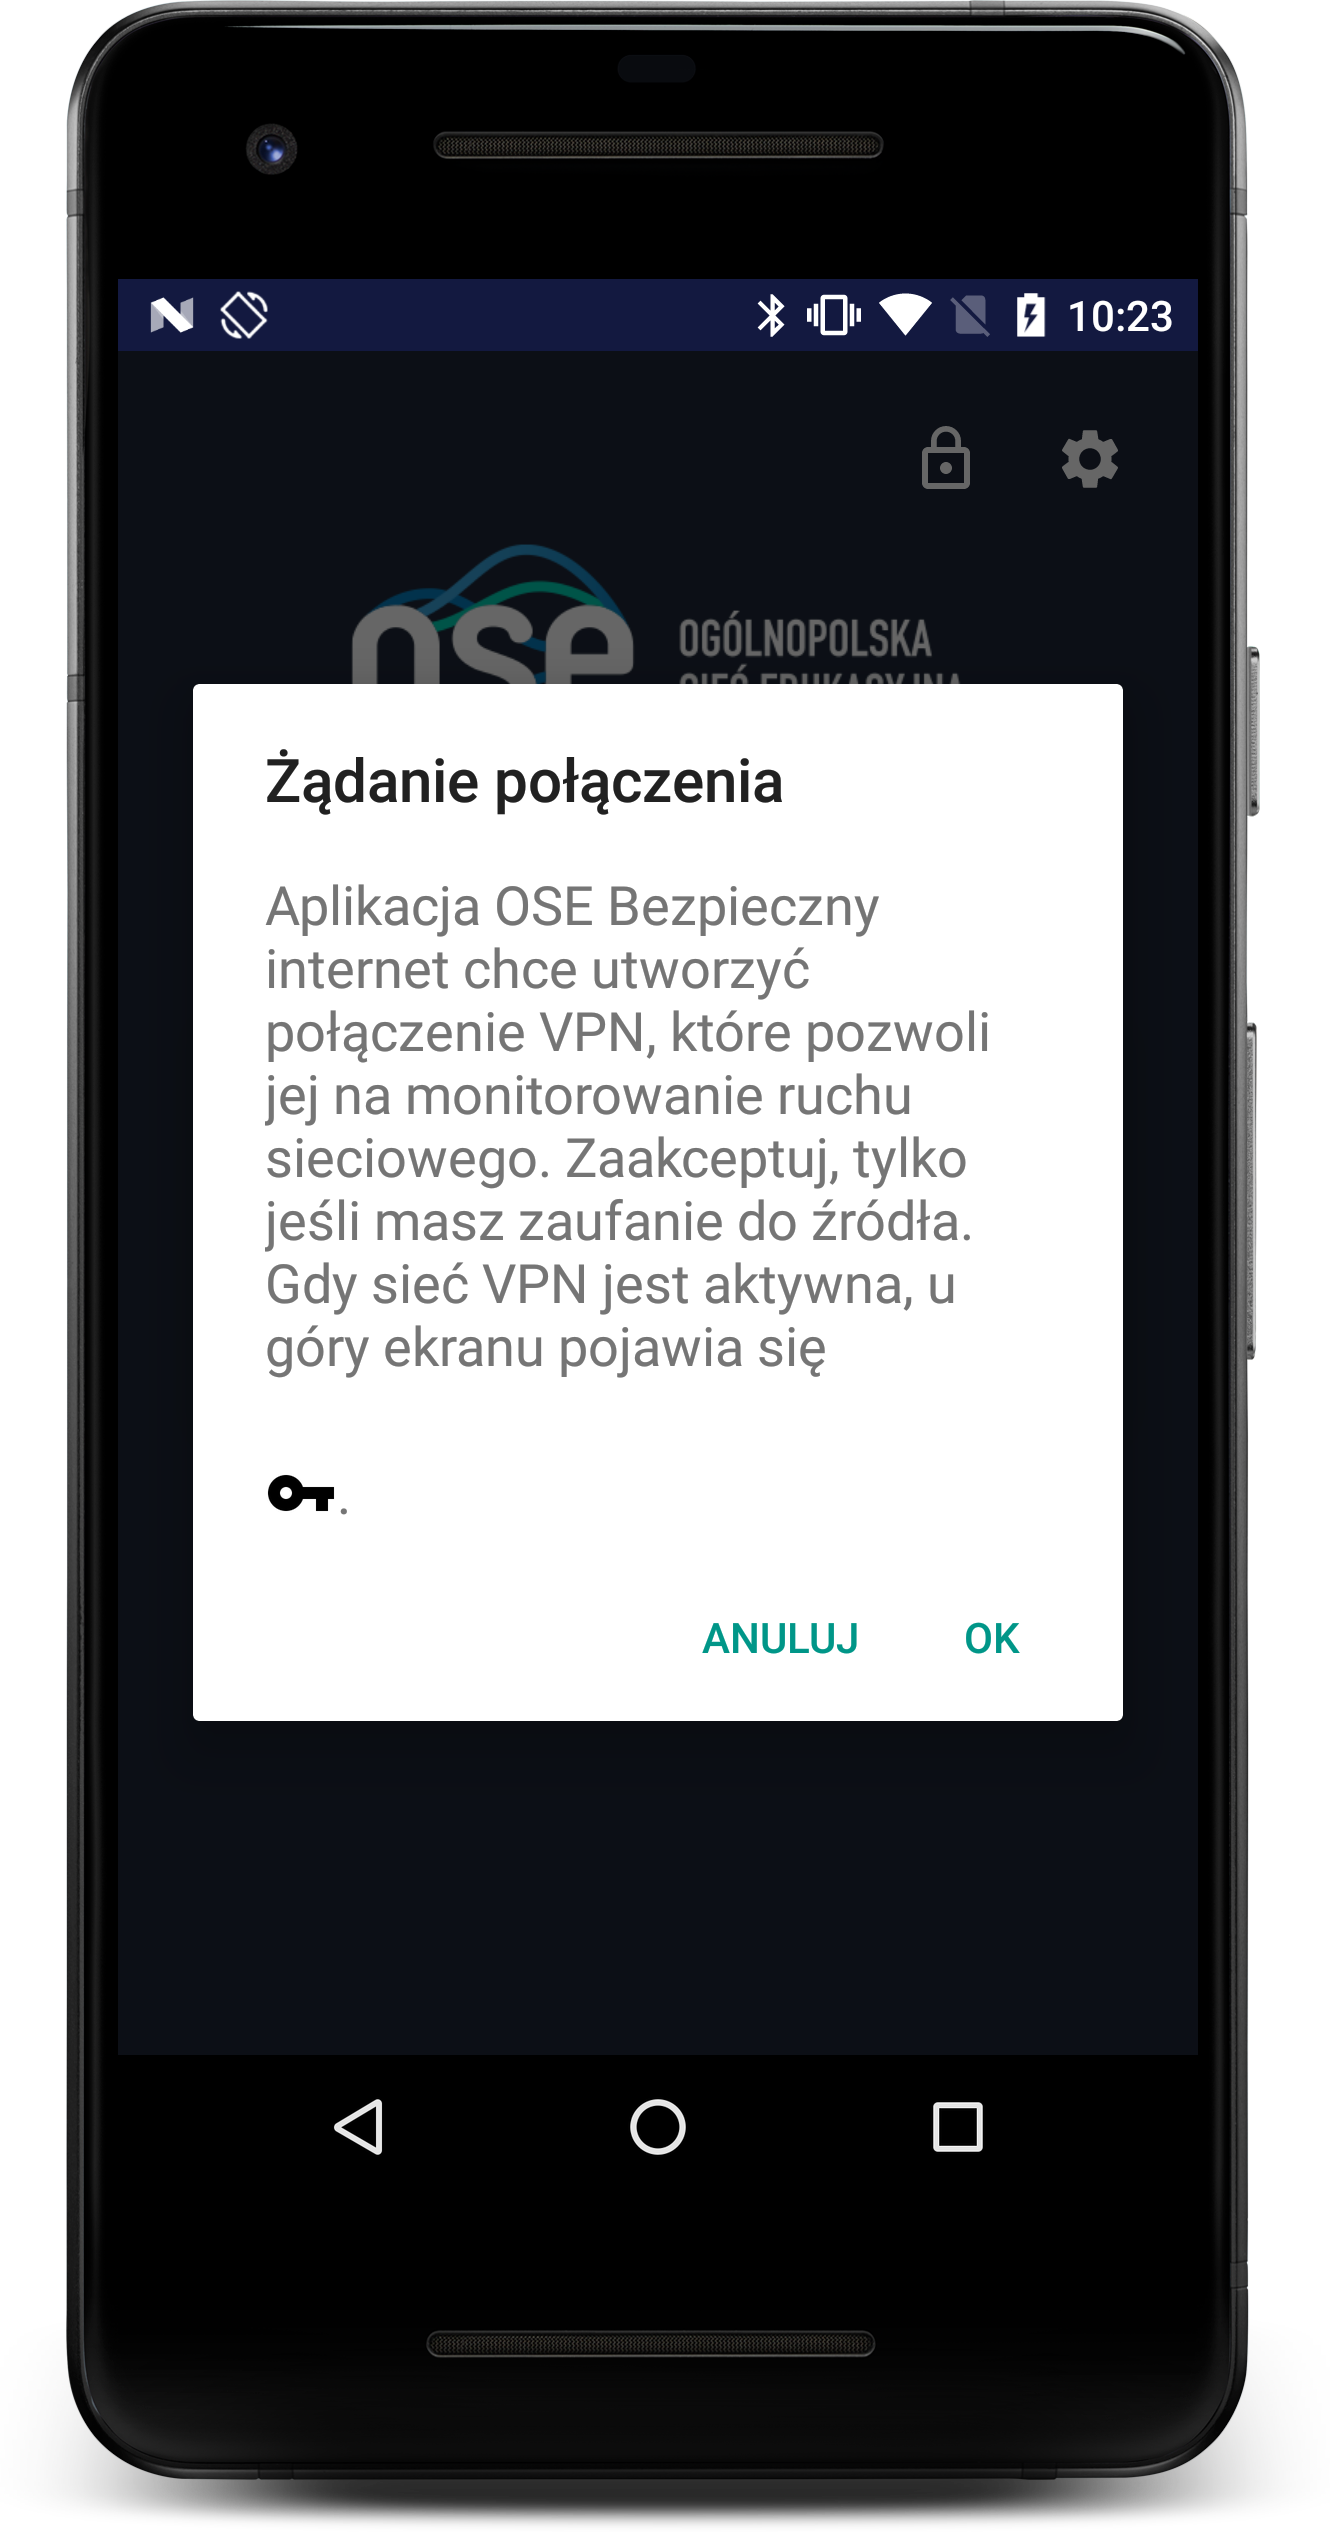 10:23
ose
OGÓLNOPOLSKA
SIEĆ EDUKACYJNA
Żądanie połączenia
Aplikacja OSE Bezpieczny
internet chce utworzyć
połączenie VPN, które pozwoli
jej na monitorowanie ruchu
sieciowego. Zaakceptuj, tylko
jeśli masz zaufanie do źródła.
Gdy sieć VPN jest aktywna, u
góry ekranu pojawia się
.
ANULUJ OK